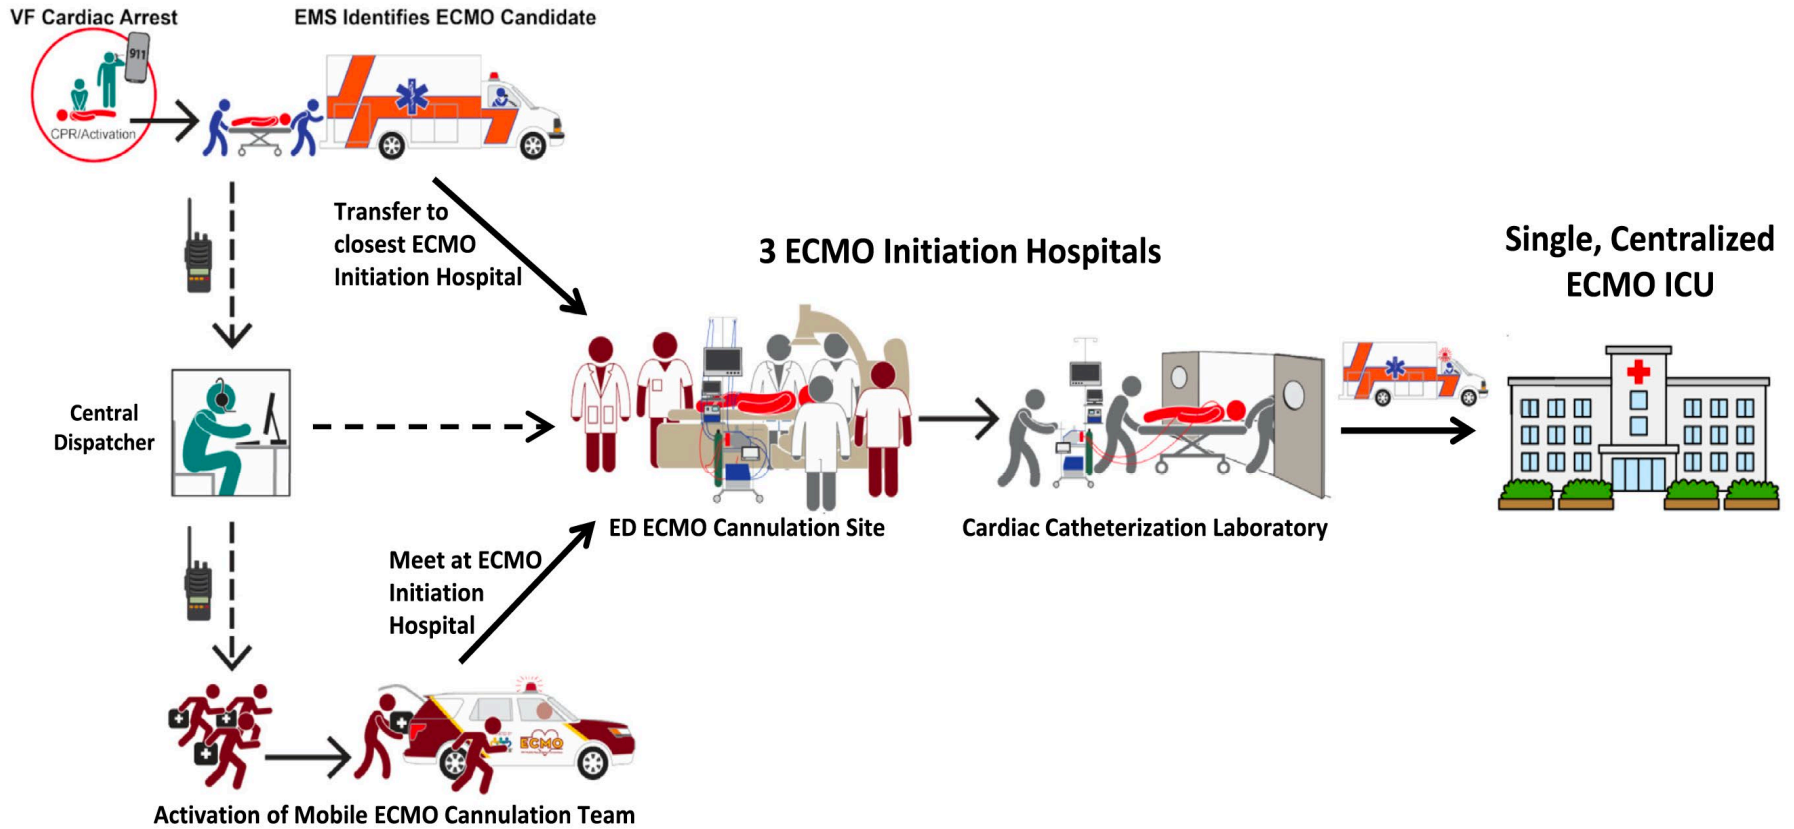 VF Cardiac Arrest
EMS Identifies ECMO Candidate
911
CPR/Activation
Transfer to
closest ECMO
Initiation Hospital
3 ECMO Initiation Hospitals
Single, Centralized
ECMO ICU
Central
Dispatcher
ED ECMO Cannulation Site
Cardiac Catheterization Laboratory
Meet at ECMO
Initiation
Hospital
ECMO
Activation of Mobile ECMO Cannulation Team